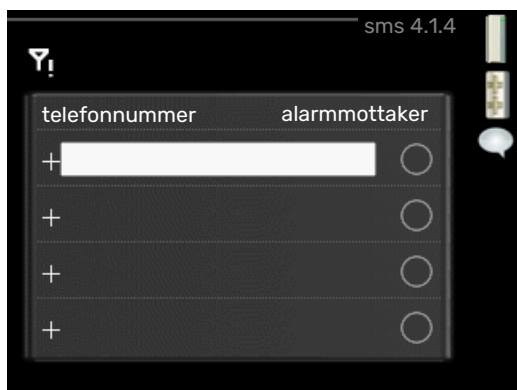 sms 4.1.4
telefonnummer alarmmottaker
+
+
+
+